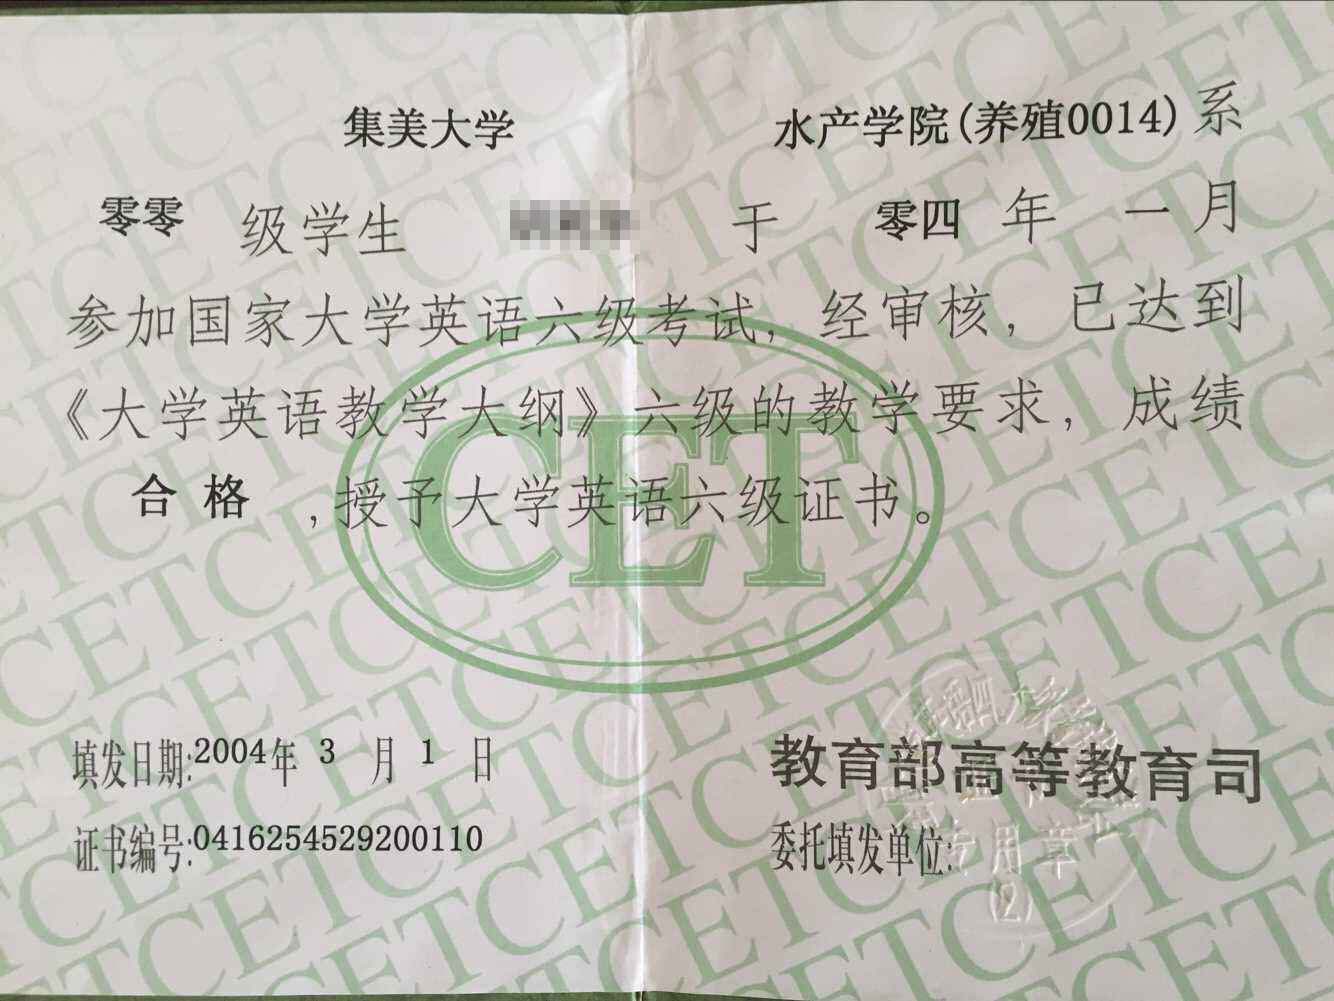 集美大学 水产学院(养殖0014)系
零零 级学生 于 零四 年 一 月
参加国家大学英语六级考试，经审核，已达到
《大学英语教学大纲》六级的教学要求，成绩
合 格 ,授予大学英语六级证书。
CET
填发日期:2004年 3 月 1 日
教育部高等教育司
证书编号:0416254529200110
委托填发单位:
专用章
(2)